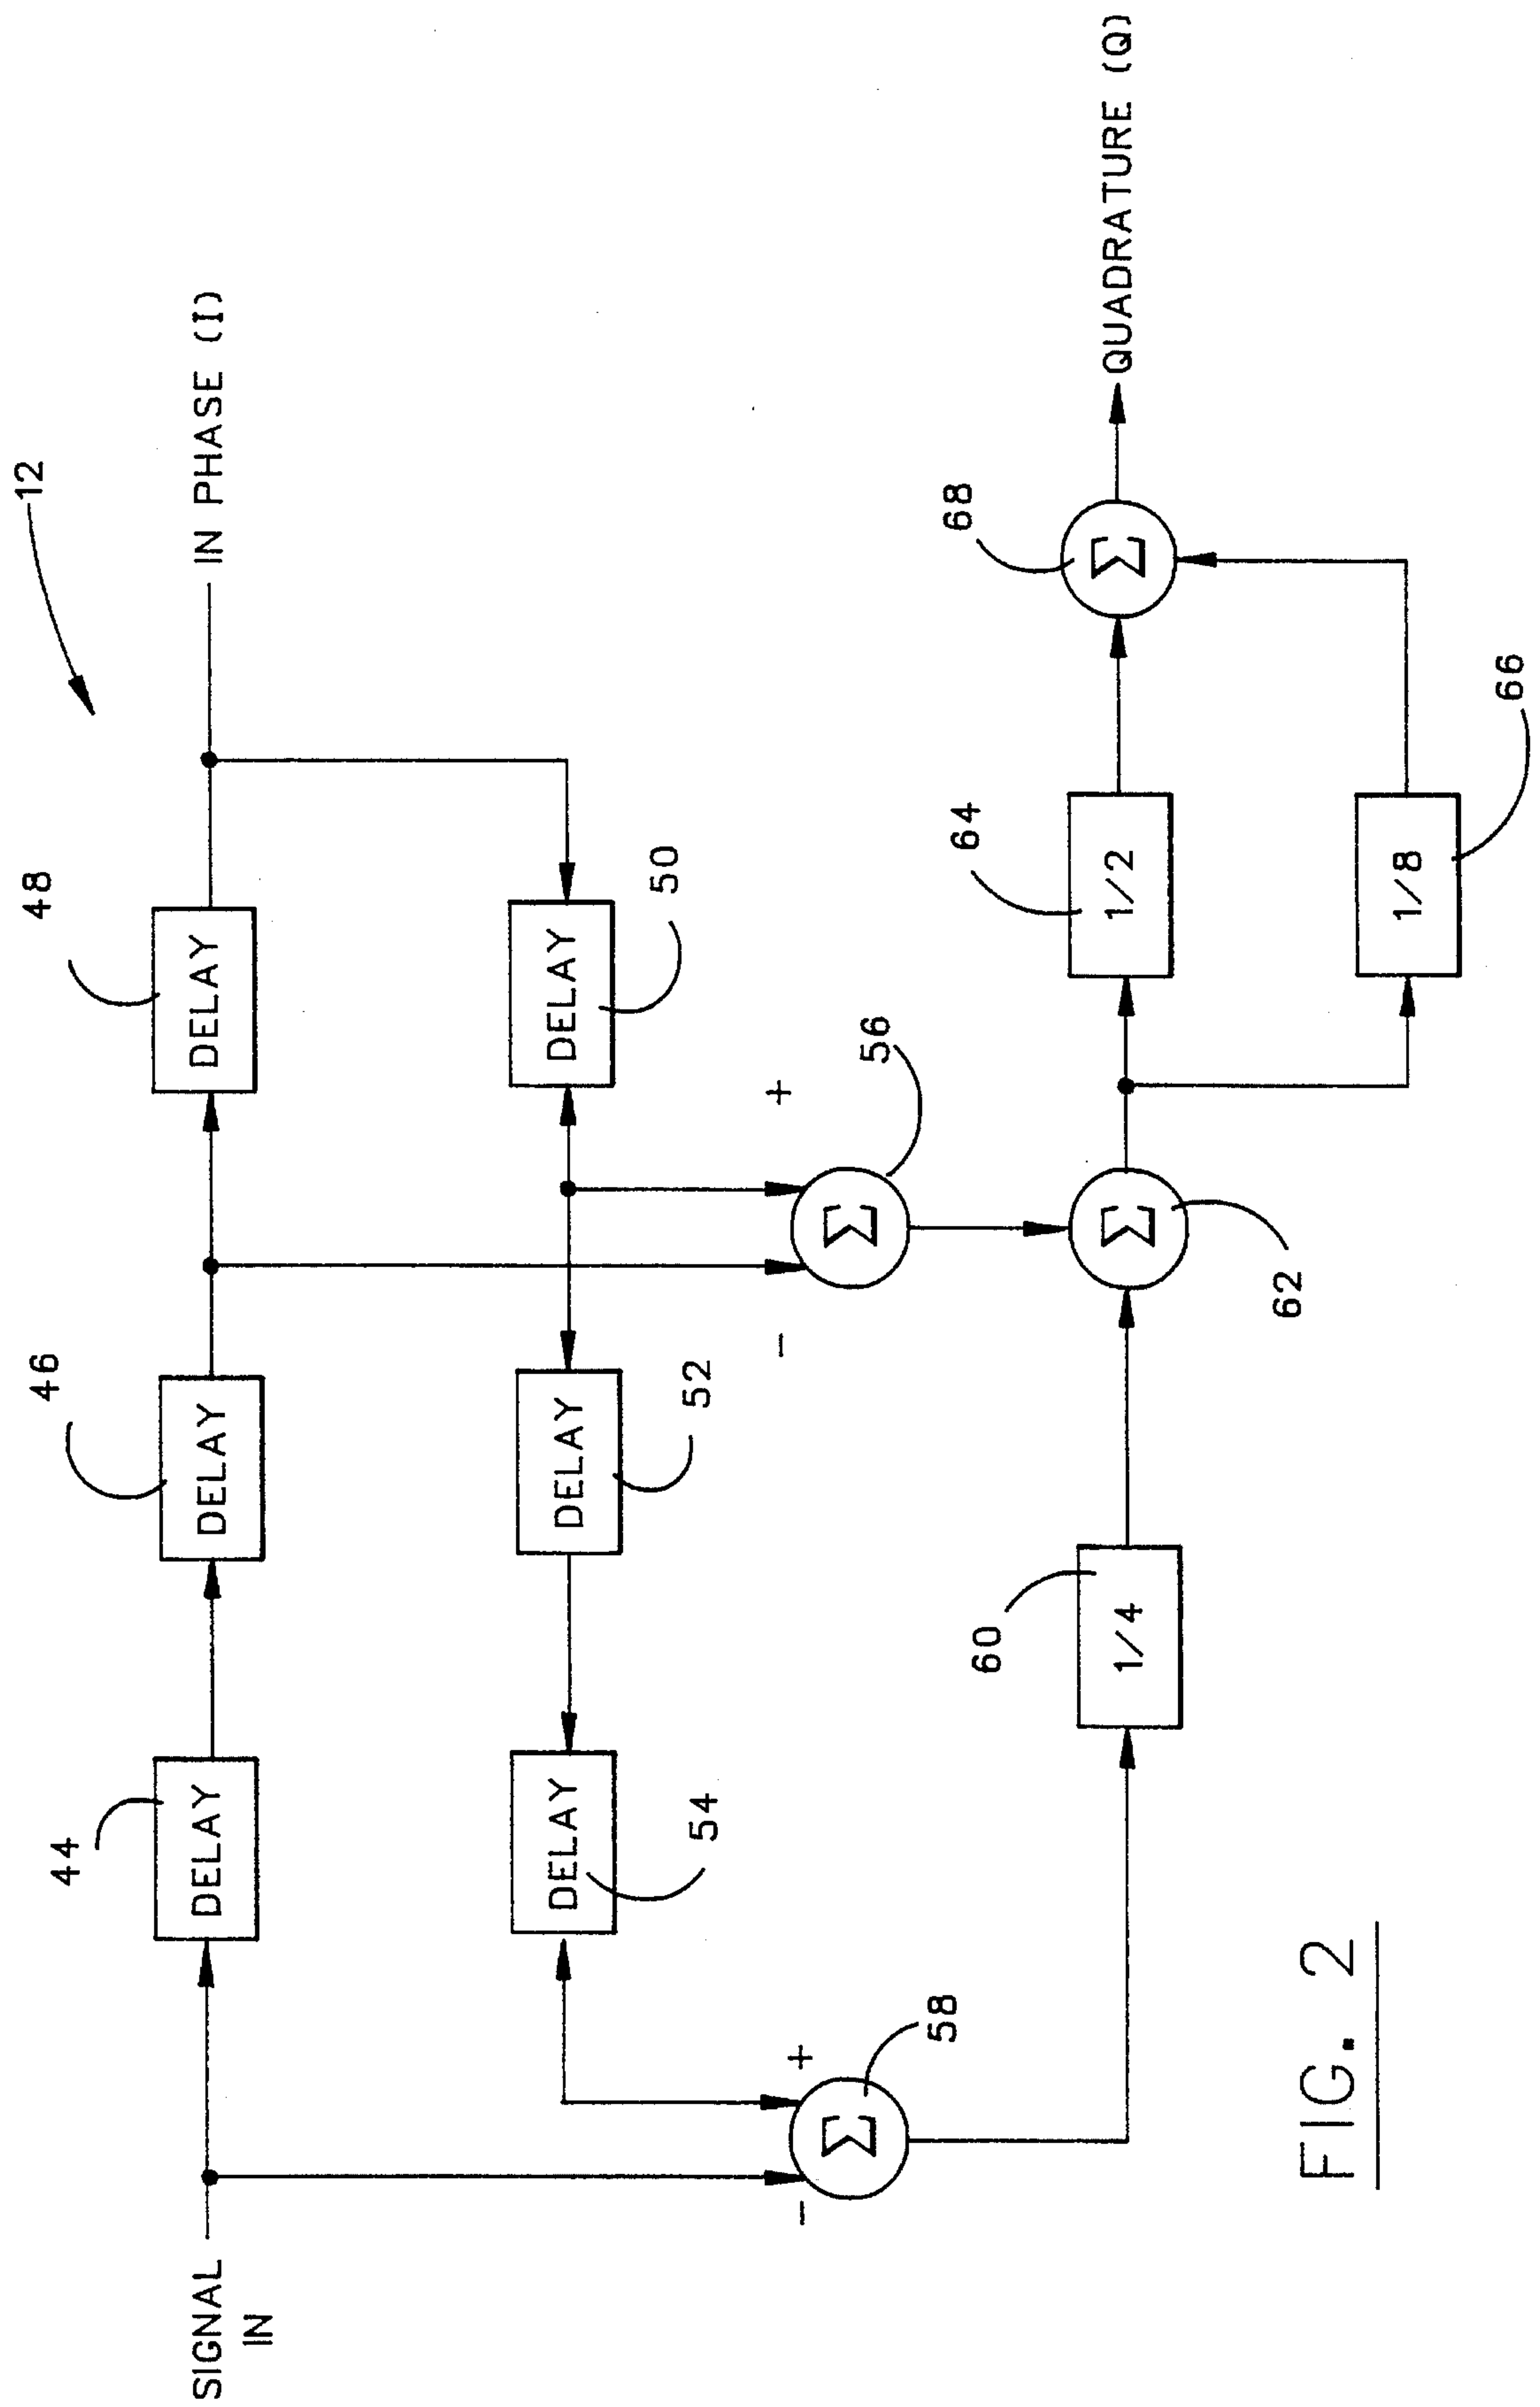 12
48
46
44
DELAY
DELAY
DELAY
SIGNAL
IN
IN PHASE (I)
DELAY
DELAY
DELAY
54
52
50
+
-
Σ
58
+
-
Σ
56
60
1/4
Σ
62
64
1/2
Σ
68
QUADRATURE (Q)
1/8
66
FIG. 2